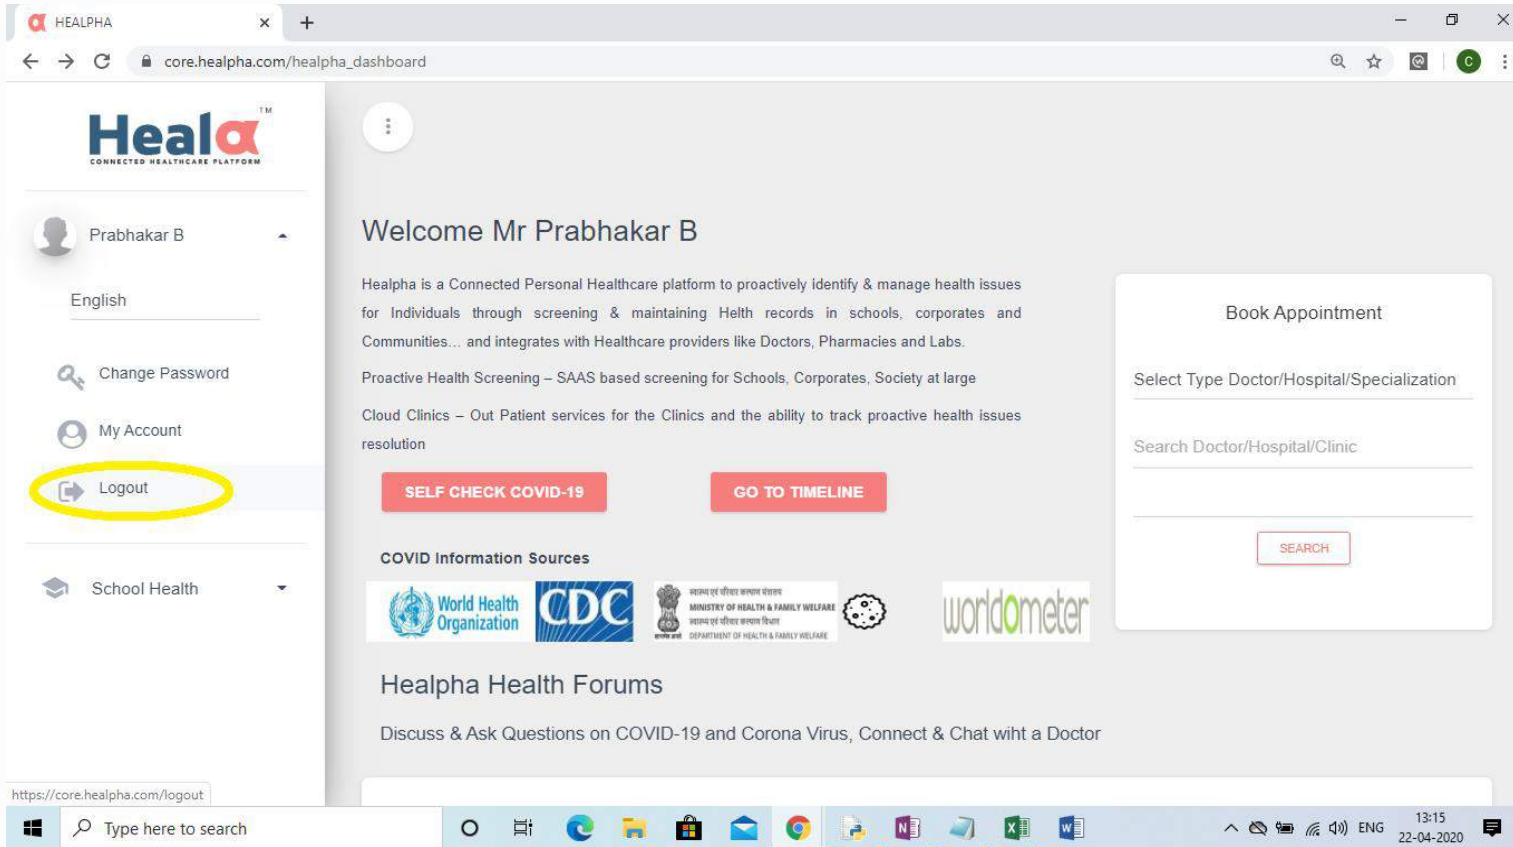 HEALPHA
core.healpha.com/healpha_dashboard
C
Heal
TM
CONNECTED HEALTHCARE PLATFORM
Prabhakar B
English
Change Password
My Account
Logout
School Health
Welcome Mr Prabhakar B
Healpha is a Connected Personal Healthcare platform to proactively identify & manage health issues
for Individuals through screening & maintaining Helth records in schools, corporates and
Communities... and integrates with Healthcare providers like Doctors, Pharmacies and Labs.
Proactive Health Screening – SAAS based screening for Schools, Corporates, Society at large
Cloud Clinics – Out Patient services for the Clinics and the ability to track proactive health issues
resolution
SELF CHECK COVID-19
GO TO TIMELINE
COVID Information Sources
World Health
Organization
CDC
स्वास्थ्य एवं परिवार कल्याण मंत्रालय
MINISTRY OF HEALTH & FAMILY WELFARE
स्वास्थ्य एवं परिवार कल्याण विभाग
DEPARTMENT OF HEALTH & FAMILY WELFARE
worldometer
Book Appointment
Select Type Doctor/Hospital/Specialization
Search Doctor/Hospital/Clinic
SEARCH
Healpha Health Forums
Discuss & Ask Questions on COVID-19 and Corona Virus, Connect & Chat wiht a Doctor
https://core.healpha.com/logout
Type here to search
ENG
13:15
22-04-2020